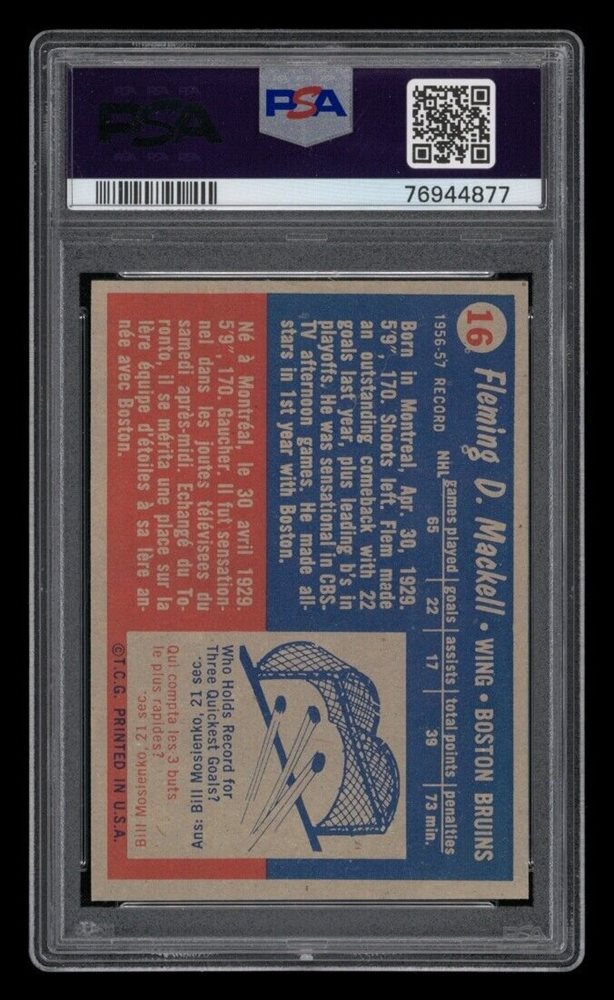 PSA
PSA
76944877
16 Fleming D. Mackell • WING • BOSTON BRUINS
1956-57 RECORD
games played | goals | assists | total points | penalties
NHL 65 22 17 39 73 min.
Born in Montreal, Apr. 30, 1929.
5'9", 170. Shoots left. Flem made
an outstanding comeback with 22
goals last year, plus leading b's in
playoffs. He was sensational in CBS-
TV afternoon games. He made all-
stars in 1st year with Boston.
Né à Montréal, le 30 avril 1929.
5'9", 170. Gaucher. Il fut sensation-
nel dans les joutes télévisees du
samedi après-midi. Echangé du To-
ronto, il se mérita une place sur la
lère équipe d'étoiles à sa lère an-
née avec Boston.
Who Holds Record for
Three Quickest Goals?
Ans: Bill Mosienko, 21 sec.
Qui compta les 3 buts
le plus rapides?
Bill Mosienko, 21 sec.
©T.C.G. PRINTED IN U.S.A.